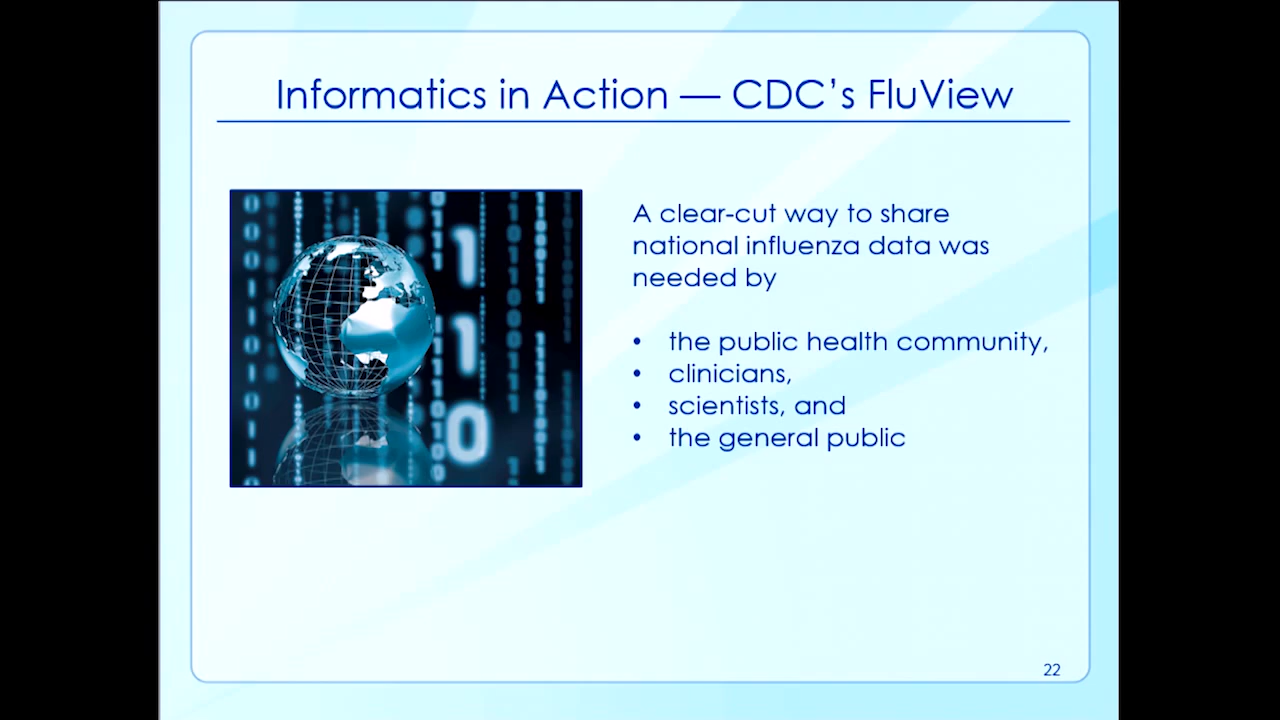 Informatics in Action — CDC's FluView
A clear-cut way to share
national influenza data was
needed by
• the public health community,
• clinicians,
• scientists, and
• the general public
22